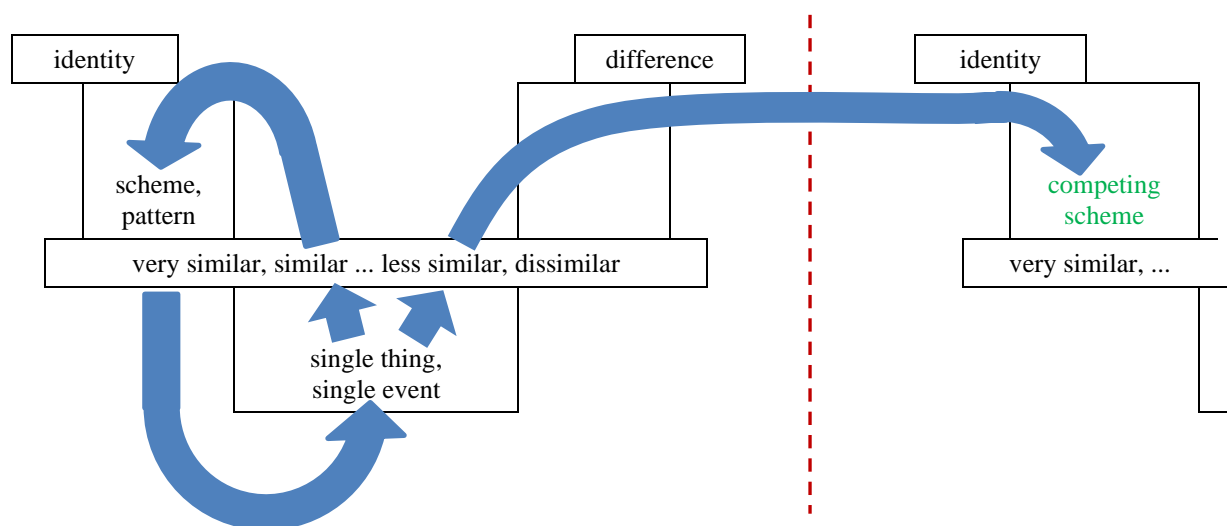 identity
difference
identity
scheme,
pattern
competing
scheme
very similar, similar ... less similar, dissimilar
very similar, ...
single thing,
single event